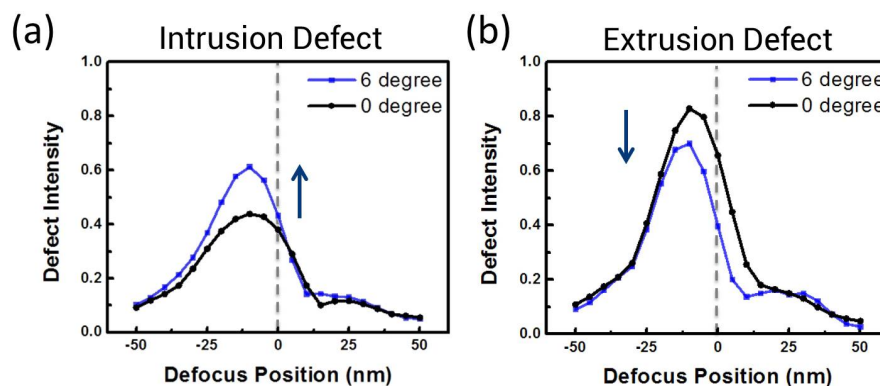 (a)
Intrusion Defect
6 degree
0 degree
Defect Intensity
1.0
0.8
0.6
0.4
0.2
0.0
-50
-25
0
25
50
Defocus Position (nm)
(b)
Extrusion Defect
6 degree
0 degree
Defect Intensity
1.0
0.8
0.6
0.4
0.2
0.0
-50
-25
0
25
50
Defocus Position (nm)